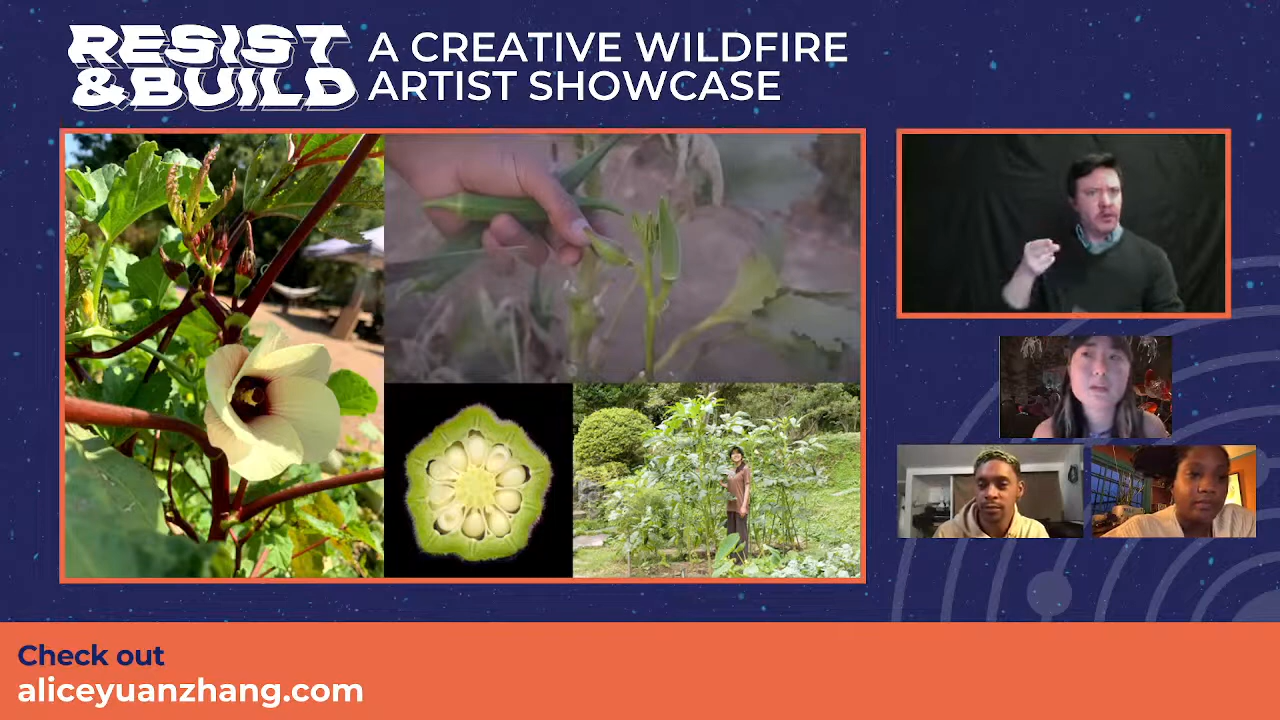 RESIST
&BUILD
A CREATIVE WILDFIRE
ARTIST SHOWCASE
Check out
aliceyuanzhang.com